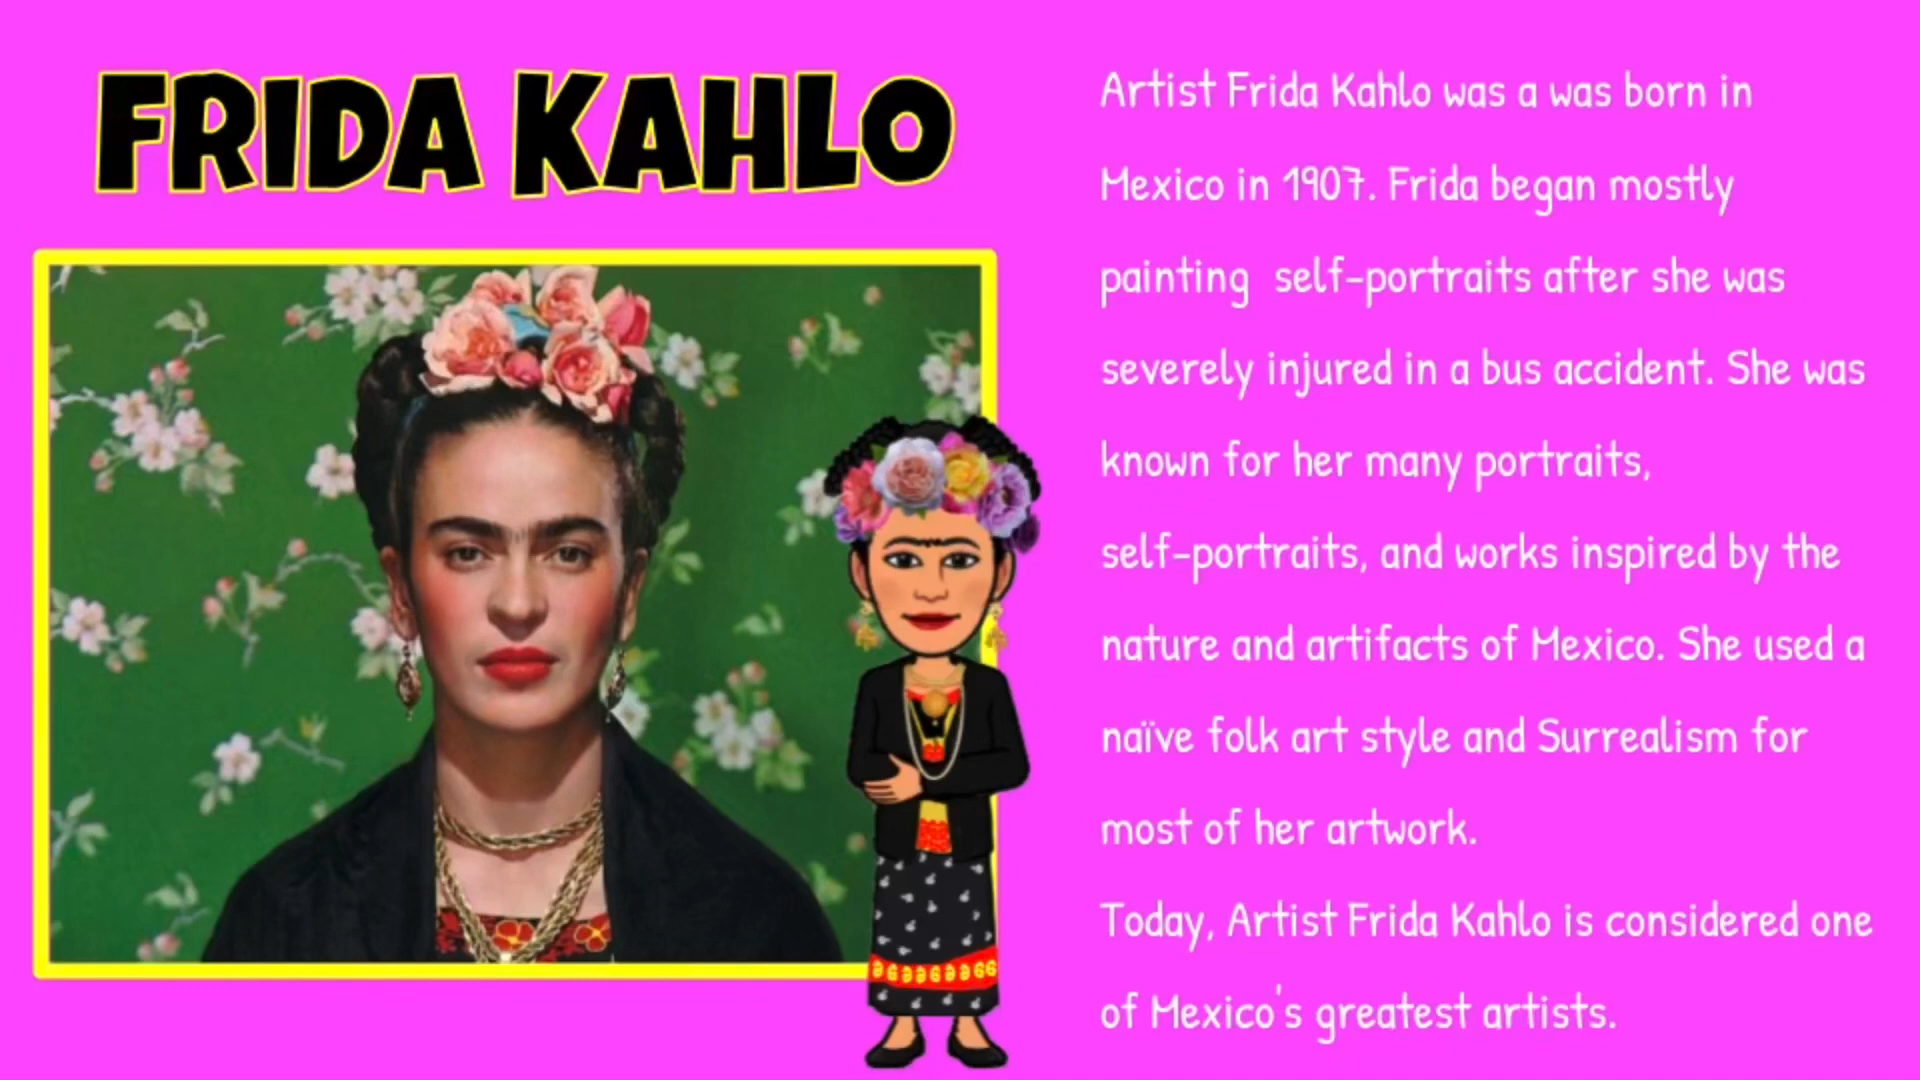 FRIDA KAHLO
Artist Frida Kahlo was a was born in
Mexico in 1907. Frida began mostly
painting  self-portraits after she was
severely injured in a bus accident. She was
known for her many portraits,
self-portraits, and works inspired by the
nature and artifacts of Mexico. She used a
naïve folk art style and Surrealism for
most of her artwork.
Today, Artist Frida Kahlo is considered one
of Mexico's greatest artists.